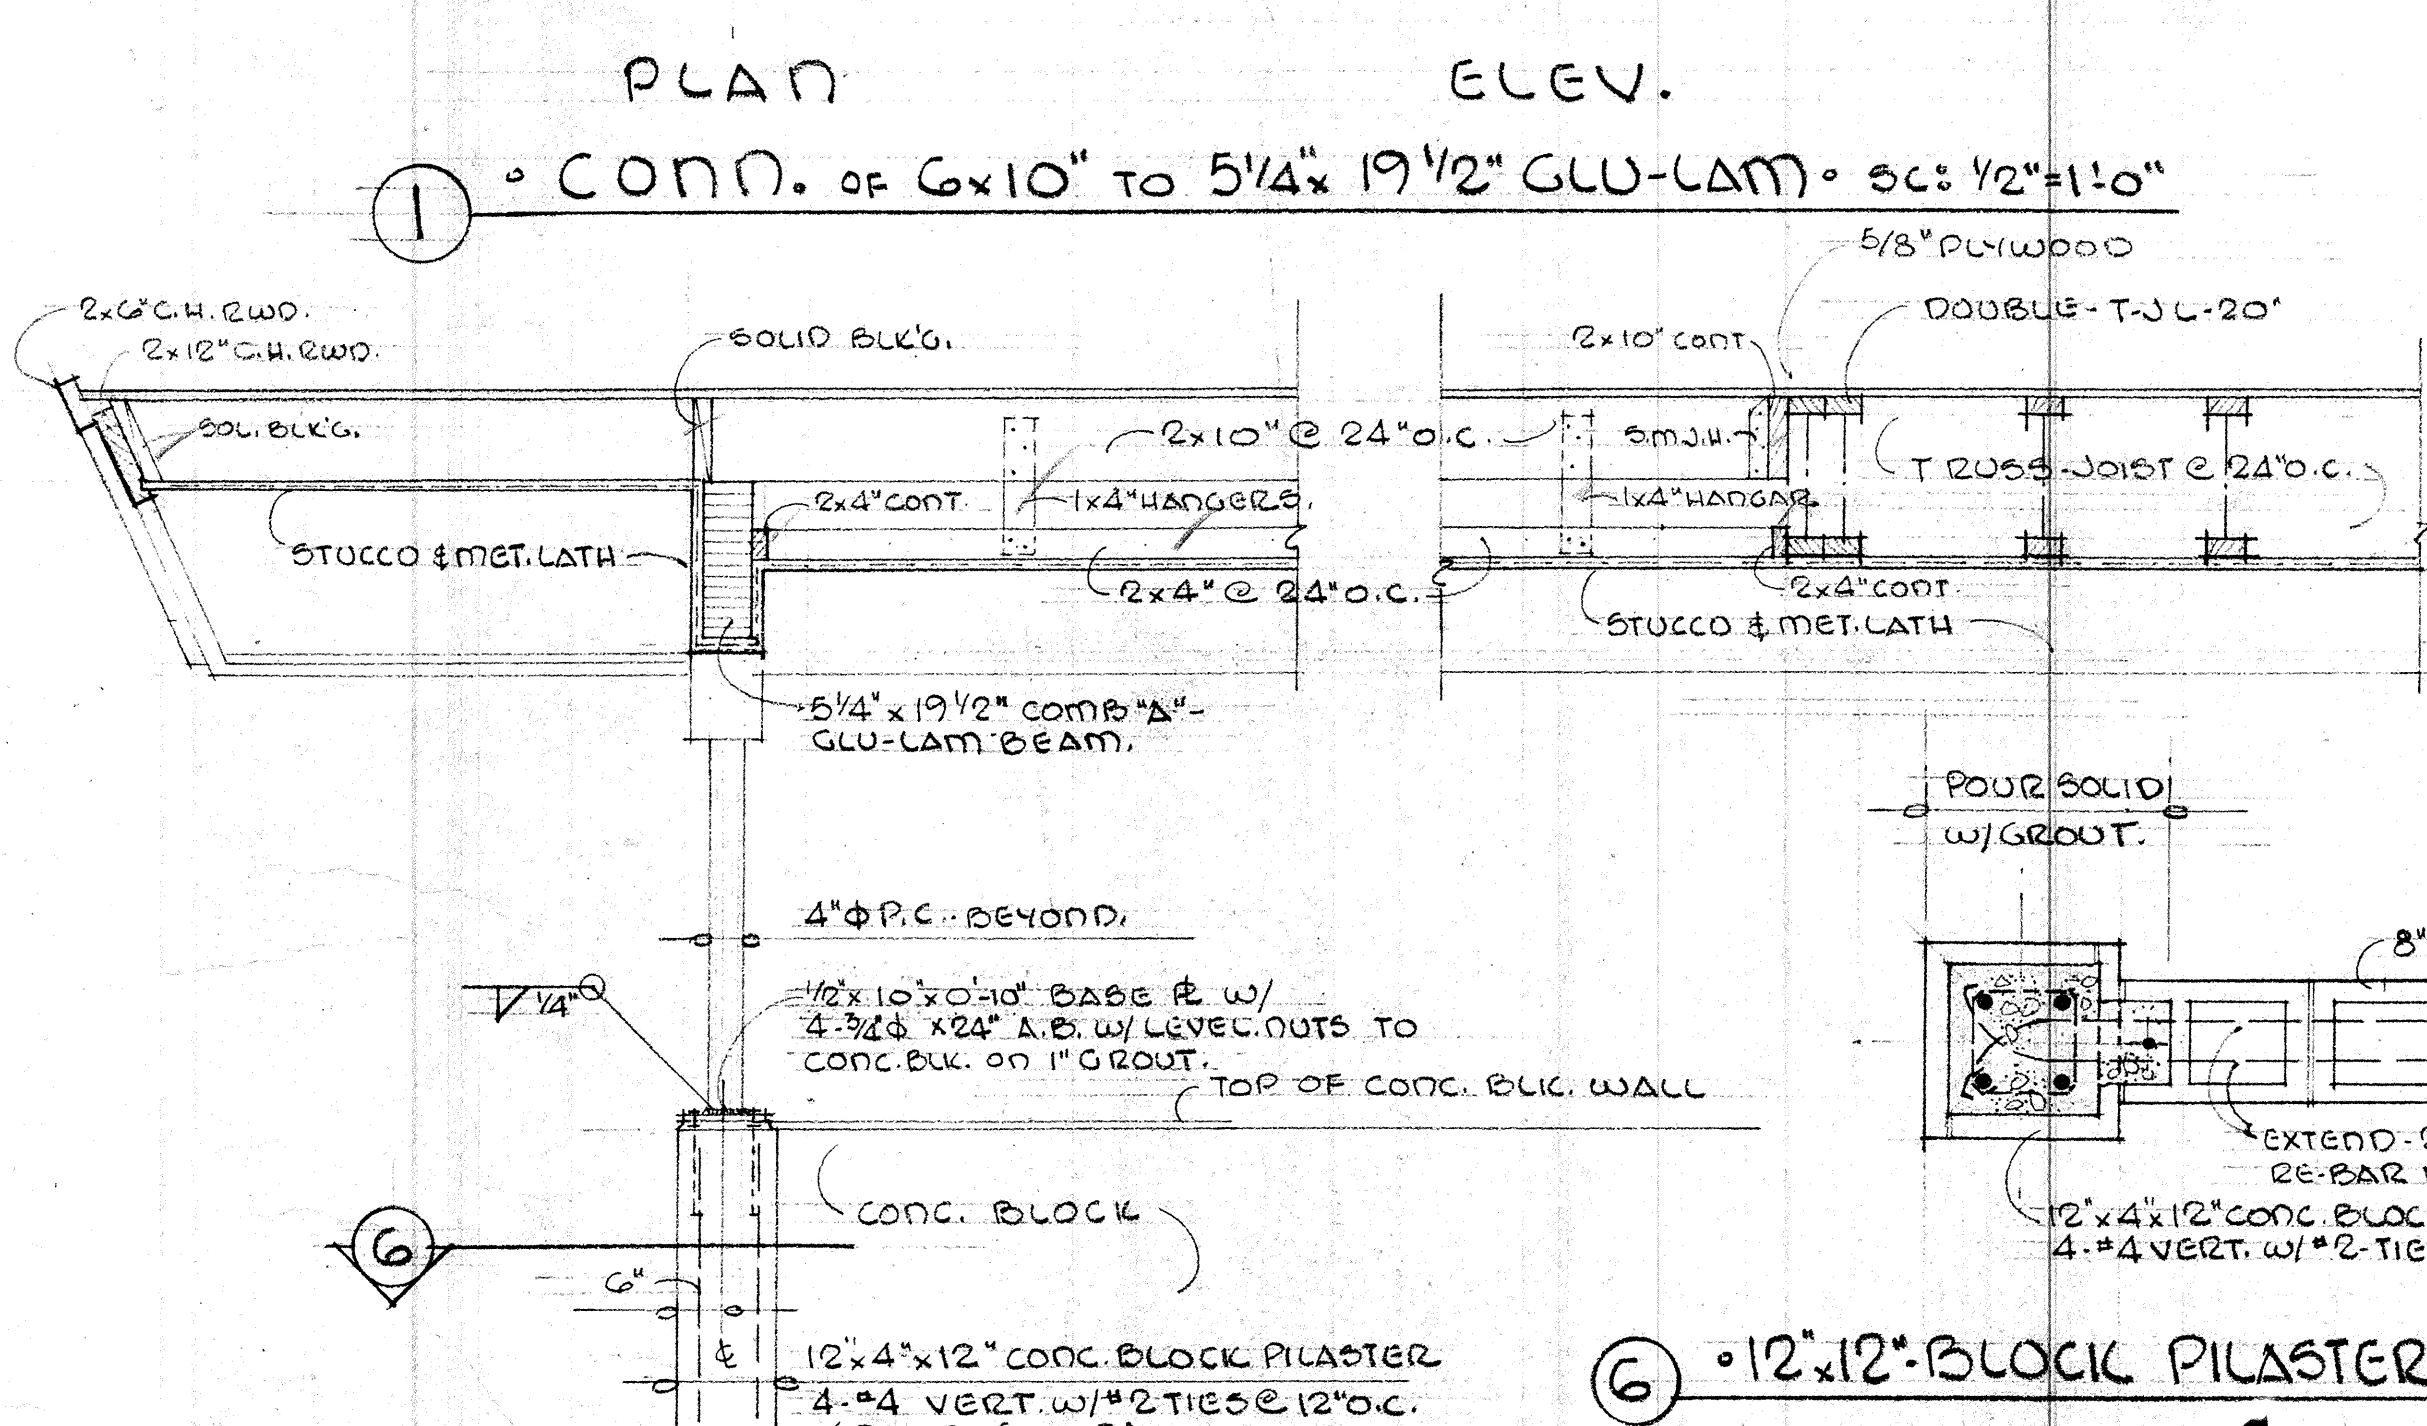 PLAN
ELEV.
1 ∘ CONN. OF 6x10" TO 5 1/4" x 19 1/2" GLU-LAM ∘ SC: 1/2"=1'-0"
5/8" PLYWOOD
2x6" C.H. RWD.
DOUBLE-T-J L-20"
2x12" C.H. RWD.
SOLID BLK'G.
2x10" CONT
SOL. BLK'G.
2x10" @ 24" O.C.
S.M.J.H.
TRUSS-JOIST @ 24" O.C.
2x4" CONT.
1x4" HANGERS.
1x4" HANGAR
STUCCO & MET. LATH
2x4" @ 24" O.C.
2x4" CONT.
STUCCO & MET. LATH
5 1/4" x 19 1/2" COMB "A"-
GLU-LAM BEAM.
POUR SOLID
W/ GROUT.
4" ϕ P.C. - BEYOND.
8"
1/4"
1/2" x 10" x 0'-10" BASE PL W/
4-3/4" ϕ x 24" A.B. W/ LEVEL. NUTS TO
CONC. BLK. ON 1" GROUT.
TOP OF CONC. BLK. WALL
EXTEND-
RE-BAR
CONC. BLOCK
12" x 4" x 12" CONC. BLOC
4-#4 VERT. W/ #2-TIE
6
6"
CL
12" x 4" x 12" CONC. BLOCK PILASTER
4-#4 VERT. W/ #2 TIES @ 12" O.C.
6 ∘ 12" x 12"-BLOCK PILASTER